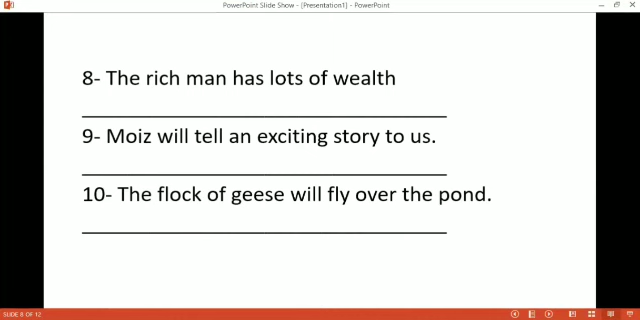 PowerPoint Slide Show - [Presentation1] - PowerPoint
8- The rich man has lots of wealth
9- Moiz will tell an exciting story to us.
10- The flock of geese will fly over the pond.
SLIDE 8 OF 12